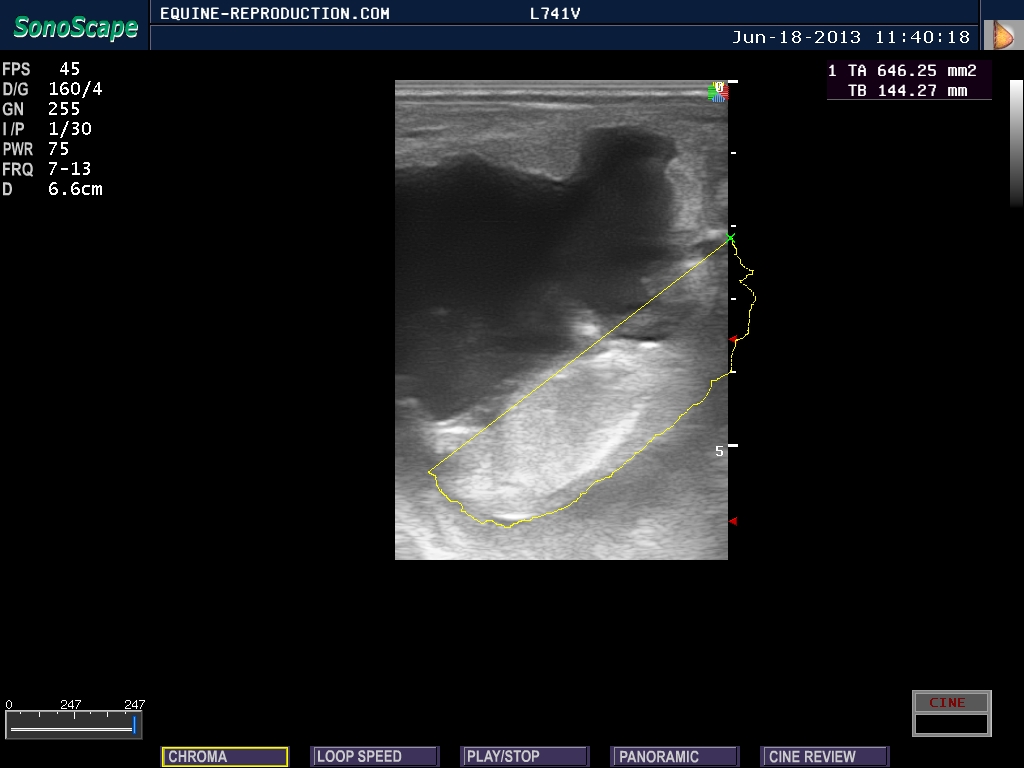 SonoScape
EQUINE-REPRODUCTION.COM L741V
Jun-18-2013 11:40:18
FPS 45
D/G 160/4
GN 255
I/P 1/30
PWR 75
FRQ 7-13
D 6.6cm
1 TA 646.25 mm2
TB 144.27 mm
5
0 247 247
CINE
CHROMA LOOP SPEED PLAY/STOP PANORAMIC CINE REVIEW